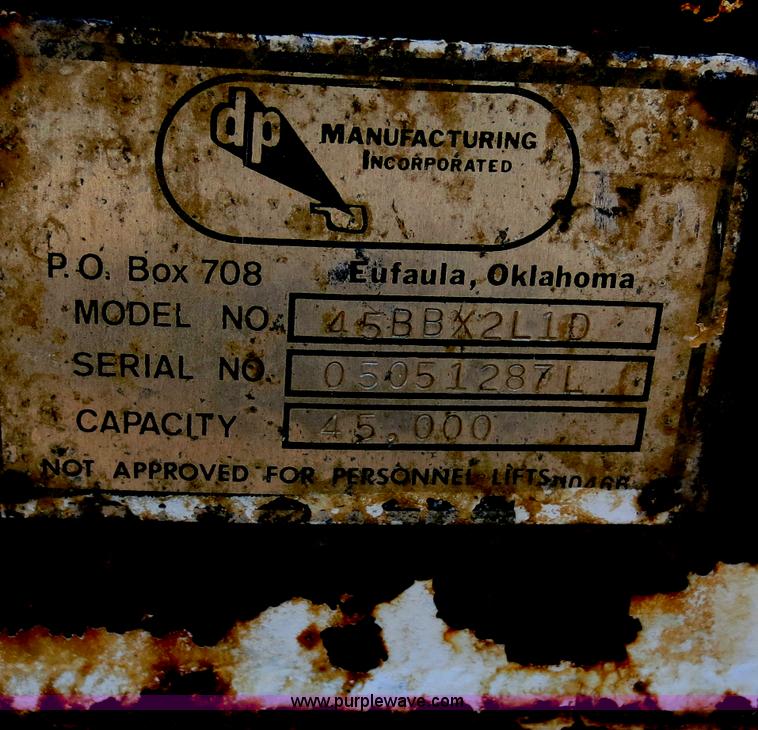 dp MANUFACTURING
INCORPORATED
P.O. Box 708 Eufaula, Oklahoma
MODEL NO. 45BBX2L1D
SERIAL NO. 05051287L
CAPACITY 45,000
NOT APPROVED FOR PERSONNEL LIFTS
www.purplewave.com